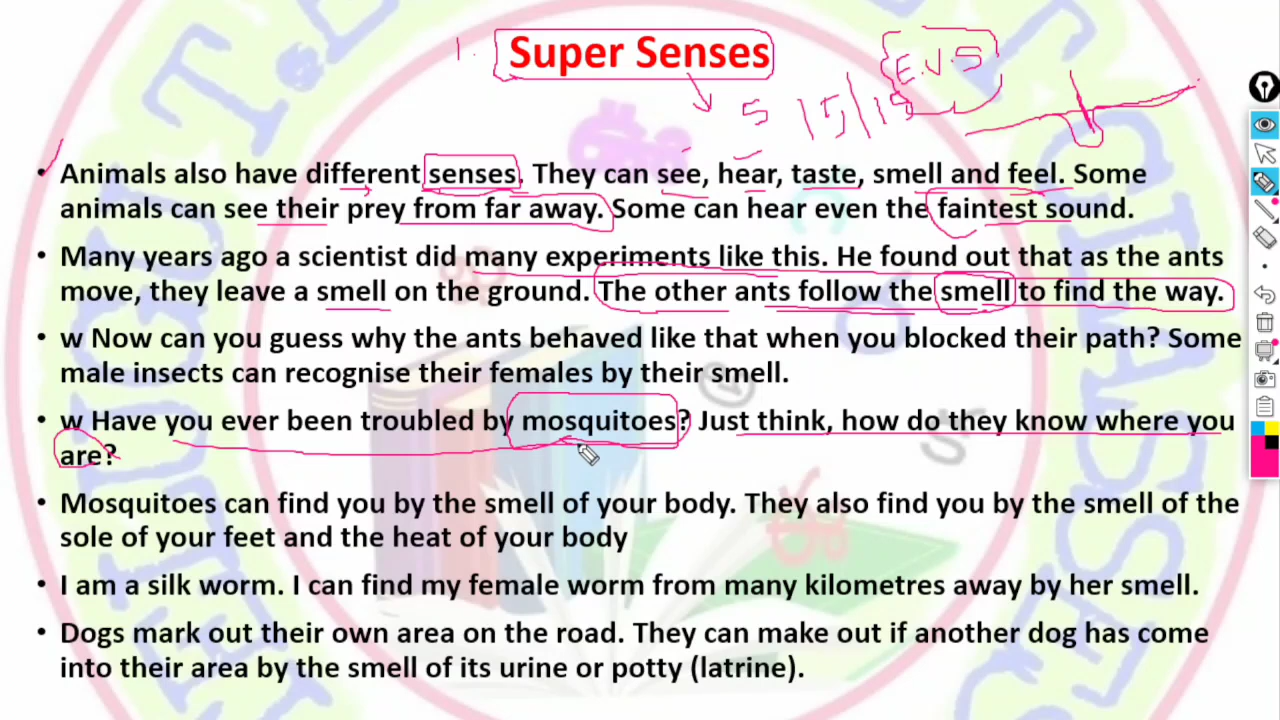 1.
Super Senses
E.V.S
5 15/15
• Animals also have different senses. They can see, hear, taste, smell and feel. Some
animals can see their prey from far away. Some can hear even the faintest sound.
• Many years ago a scientist did many experiments like this. He found out that as the ants
move, they leave a smell on the ground. The other ants follow the smell to find the way.
• w Now can you guess why the ants behaved like that when you blocked their path? Some
male insects can recognise their females by their smell.
• w Have you ever been troubled by mosquitoes? Just think, how do they know where you
are?
• Mosquitoes can find you by the smell of your body. They also find you by the smell of the
sole of your feet and the heat of your body
• I am a silk worm. I can find my female worm from many kilometres away by her smell.
• Dogs mark out their own area on the road. They can make out if another dog has come
into their area by the smell of its urine or potty (latrine).